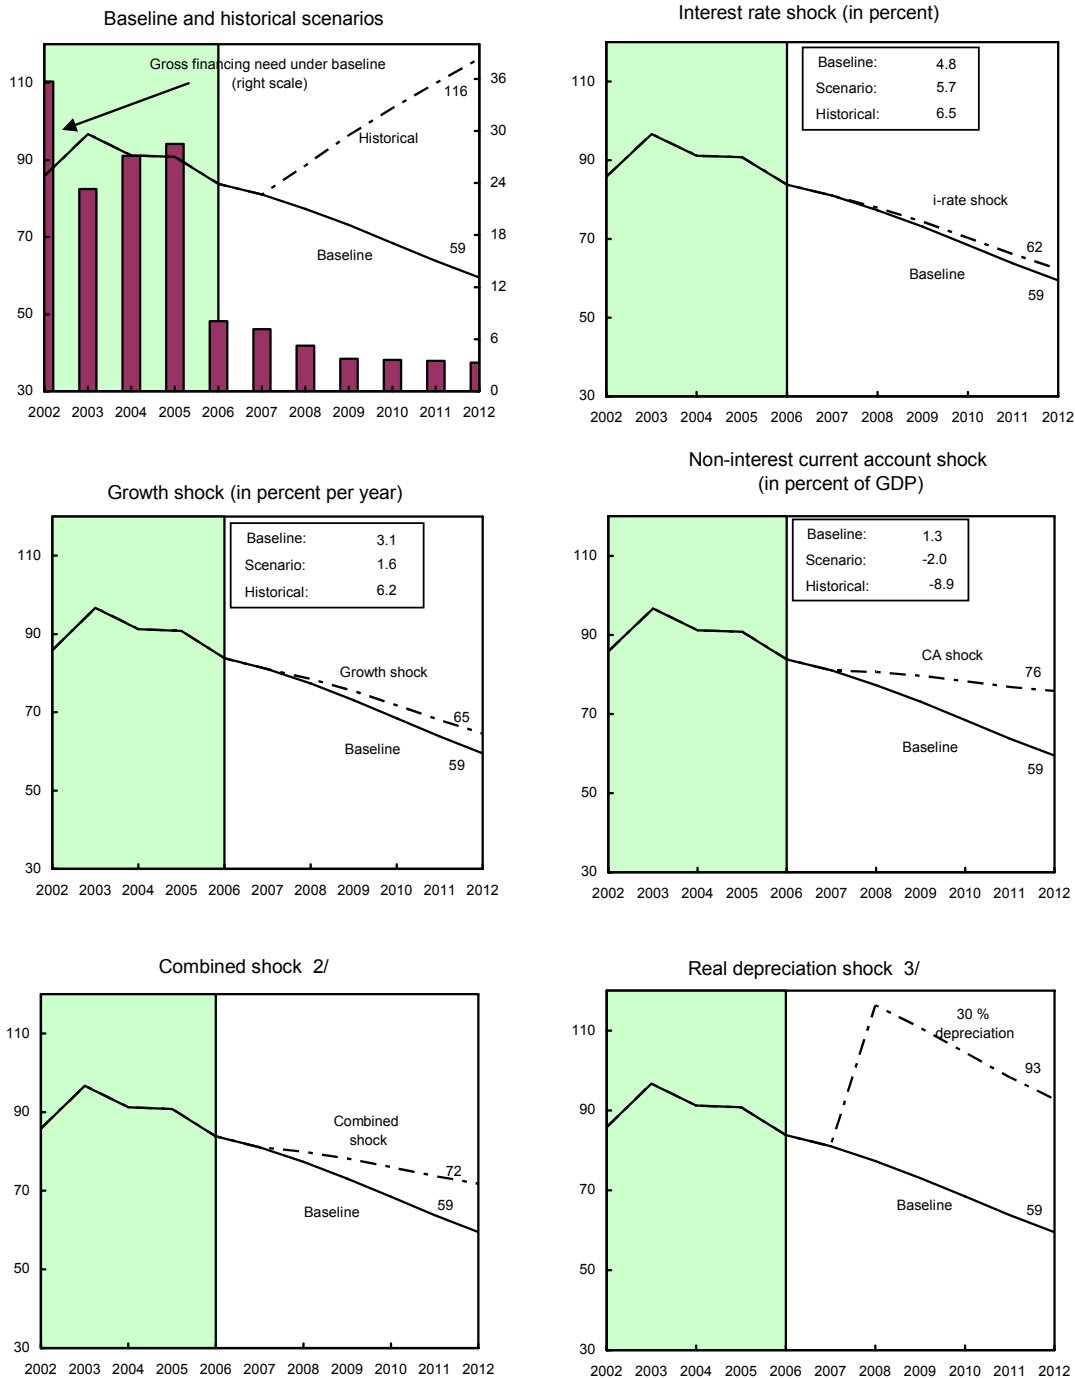 Baseline and historical scenarios
Gross financing need under baseline
(right scale)
116
Historical
59
Baseline
110
90
70
50
30
36
30
24
18
12
6
0
2002 2003 2004 2005 2006 2007 2008 2009 2010 2011 2012
Interest rate shock (in percent)
Baseline: 4.8
Scenario: 5.7
Historical: 6.5
i-rate shock
62
Baseline
59
110
90
70
50
30
2002 2003 2004 2005 2006 2007 2008 2009 2010 2011 2012
Growth shock (in percent per year)
Baseline: 3.1
Scenario: 1.6
Historical: 6.2
Growth shock
65
Baseline
59
110
90
70
50
30
2002 2003 2004 2005 2006 2007 2008 2009 2010 2011 2012
Non-interest current account shock
(in percent of GDP)
Baseline: 1.3
Scenario: -2.0
Historical: -8.9
CA shock
76
Baseline
59
110
90
70
50
30
2002 2003 2004 2005 2006 2007 2008 2009 2010 2011 2012
Combined shock 2/
Combined
shock
72
59
Baseline
110
90
70
50
30
2002 2003 2004 2005 2006 2007 2008 2009 2010 2011 2012
Real depreciation shock 3/
30 %
depreciation
93
Baseline
59
110
90
70
50
30
2002 2003 2004 2005 2006 2007 2008 2009 2010 2011 2012